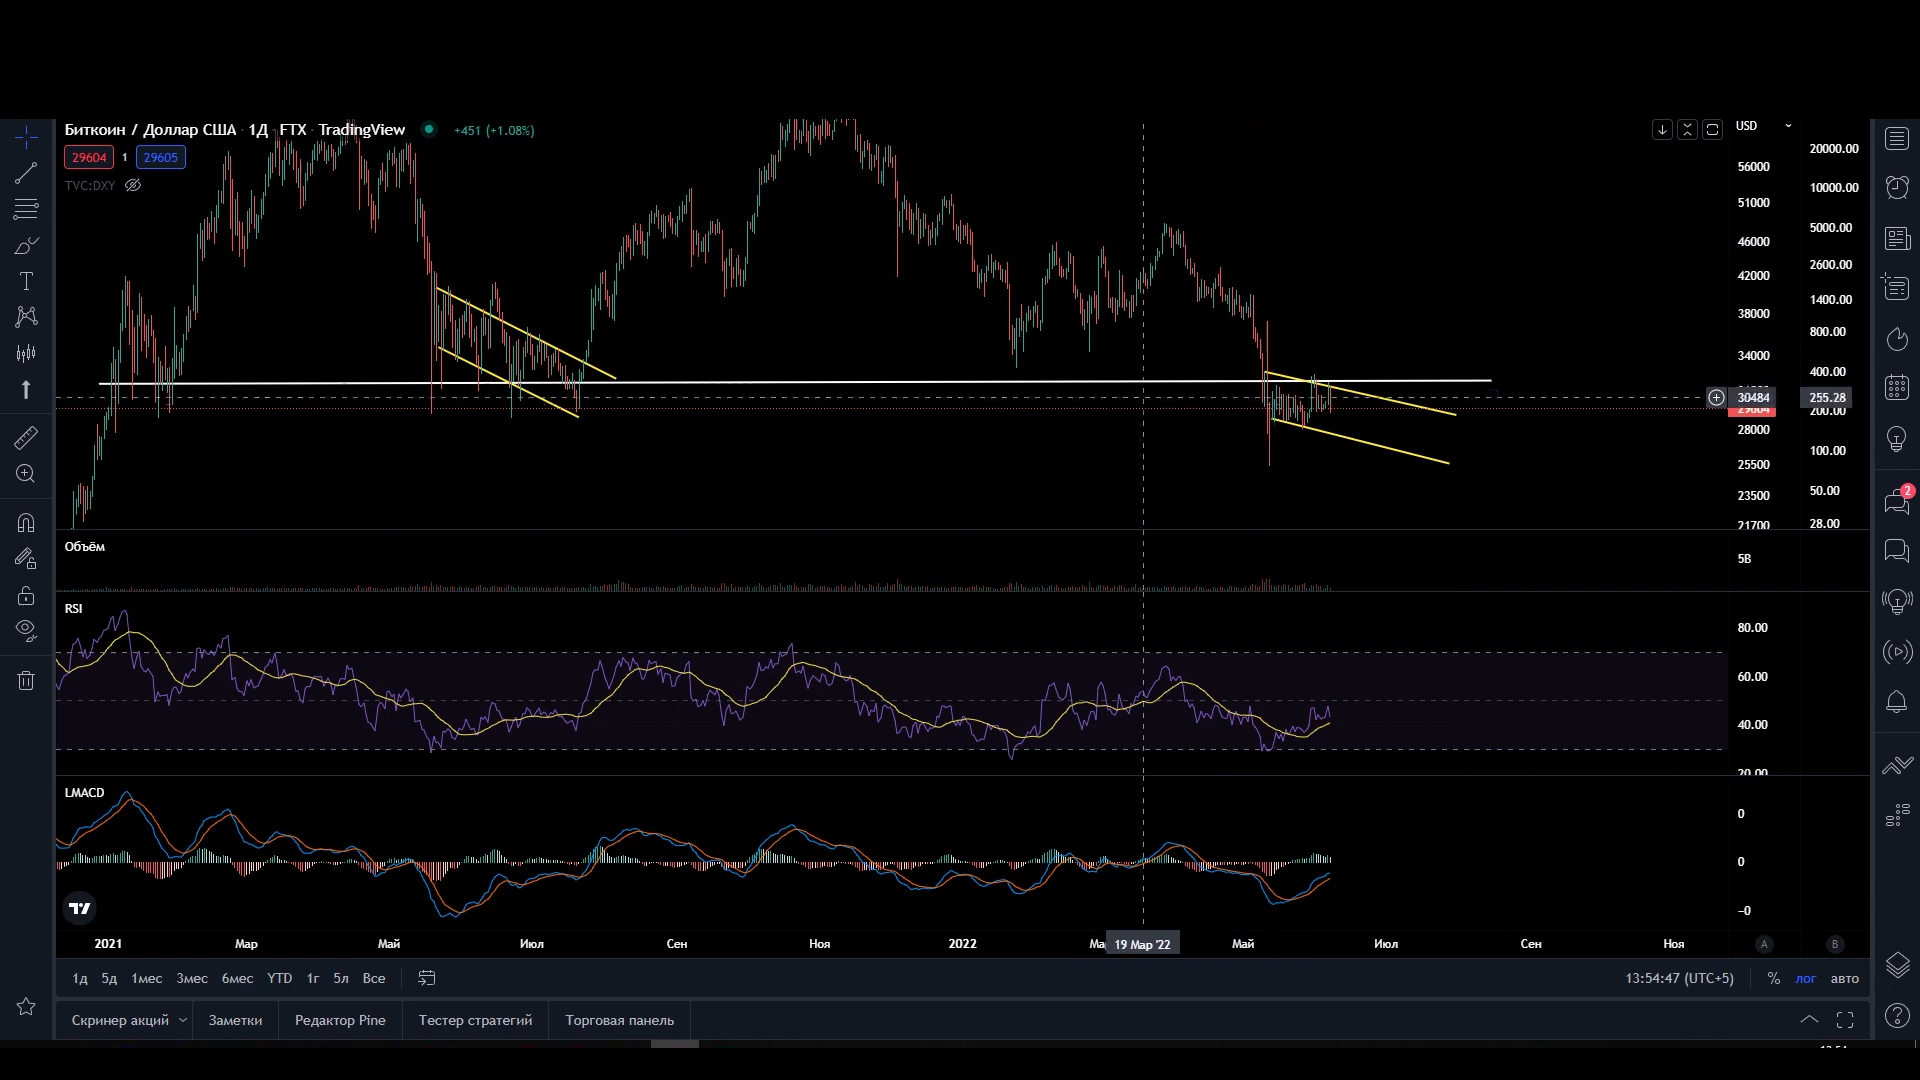 Биткоин / Доллар США · 1Д · FTX · TradingView
+451 (+1.08%)
USD
29604 1 29605
TVC:DXY
56000
51000
46000
42000
38000
34000
30484
28000
25500
23500
21700
20000.00
10000.00
5000.00
2600.00
1400.00
800.00
400.00
255.28
200.00
100.00
50.00
28.00
2
Объём
5B
RSI
80.00
60.00
40.00
20.00
LMACD
0
0
−0
2021 Мар Май Июл Сен Ноя 2022 19 Мар '22 Май Июл Сен Ноя A B
1д 5д 1мес 3мес 6мес YTD 1г 5л Все 13:54:47 (UTC+5) % лог авто
Скринер акций Заметки Редактор Pine Тестер стратегий Торговая панель